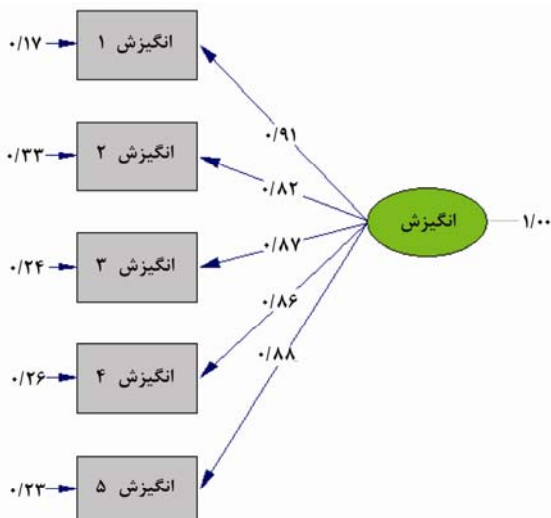 ۰/۱۷
انگیزش ۱
۰/۹۱
۰/۳۳
انگیزش ۲
۰/۸۲
انگیزش
۱/۰۰
۰/۲۴
انگیزش ۳
۰/۸۷
۰/۲۶
انگیزش ۴
۰/۸۶
۰/۲۳
انگیزش ۵
۰/۸۸